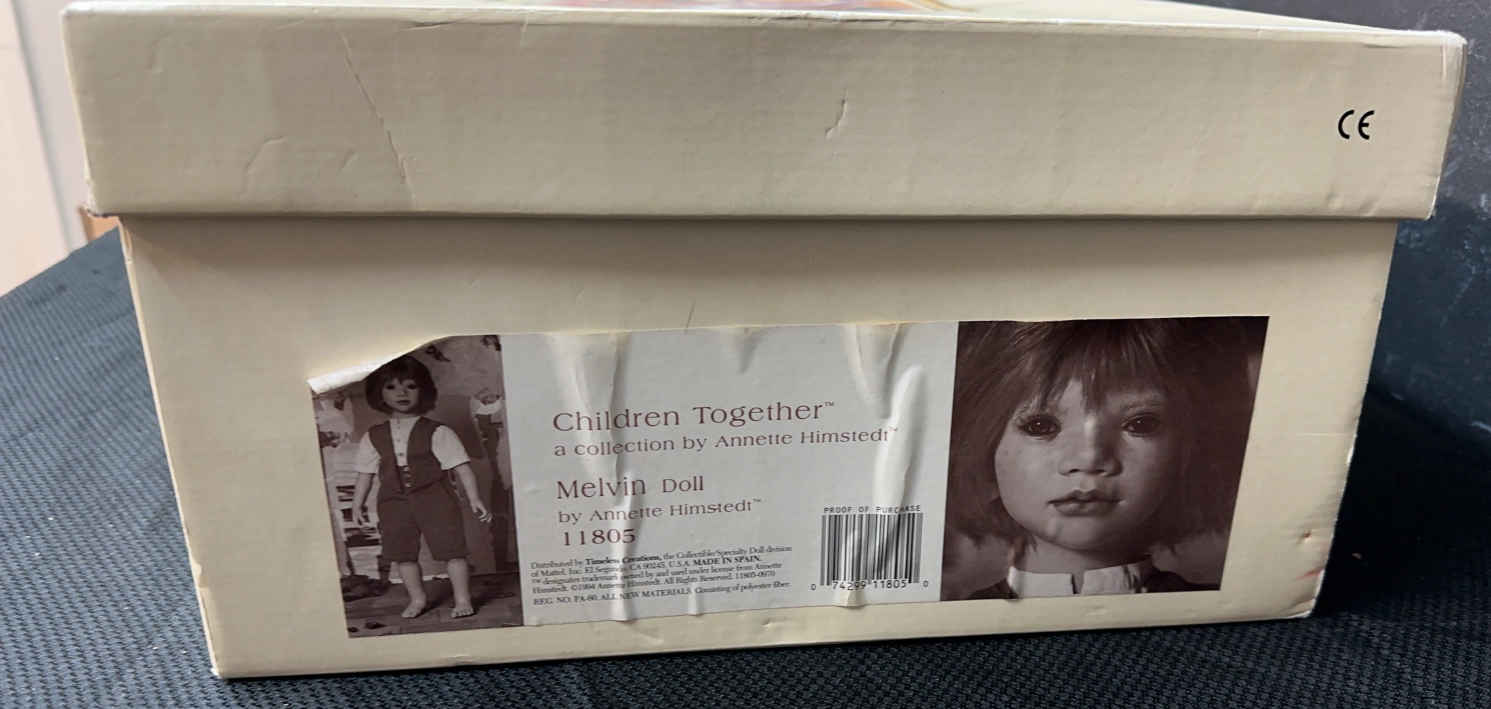 CE
Children Together™
a collection by Annette Himstedt™
Melvin Doll
by Annette Himstedt™
11805
PROOF OF PURCHASE
Distributed by Timeless Creations, the Collectible/Specialty Doll division
of Mattel, Inc. El Segundo, CA 90245, U.S.A. MADE IN SPAIN.
™ designates trademark owned by and used under license from Annette
Himstedt. ©1994 Annette Himstedt. All Rights Reserved. 11805-0970
REG. NO. PA-60. ALL NEW MATERIALS. Consisting of polyester fiber.
0 74299 11805 0